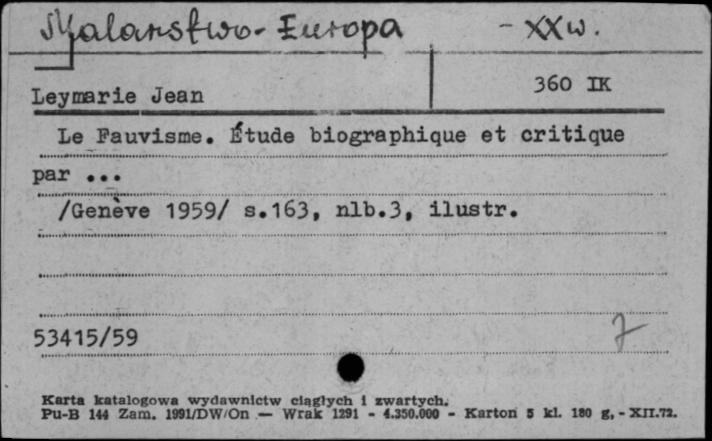 Malarstwo-Europa - XXw.
Leymarie Jean 360 IK
Le Fauvisme. Étude biographique et critique
par ...
/Genève 1959/ s.163, nlb.3, ilustr.
53415/59 7
Karta katalogowa wydawnictw ciągłych i zwartych.
Pu-B 144 Zam. 1991/DW/On — Wrak 1291 - 4.350.000 - Karton 5 kl. 180 g, - XII.72.